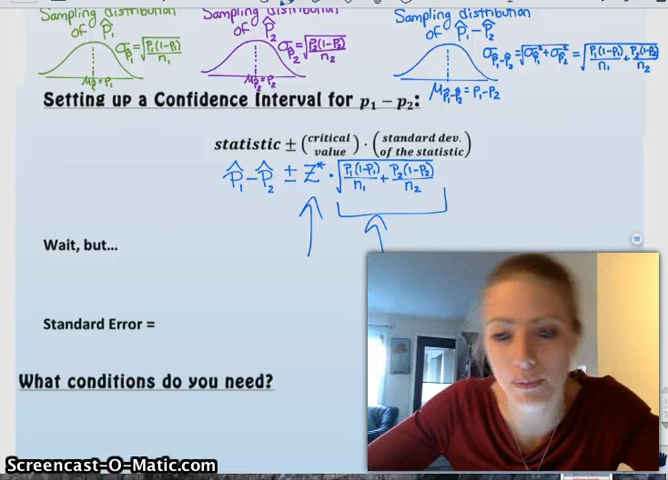 Sampling distribution
of p̂₁
σp̂₁ = √(p₁(1-p₁)/n₁)
μp̂₁ = p₁
Sampling distribution
of p̂₂
σp̂₂ = √(p₂(1-p₂)/n₂)
μp̂₂ = p₂
Sampling distribution
of p̂₁-p̂₂
σp̂₁-p̂₂ = √(σp̂₁² + σp̂₂²) = √(p₁(1-p₁)/n₁ + p₂(1-p₂)/n₂)
μp̂₁-p̂₂ = p₁-p₂
Setting up a Confidence Interval for p₁ − p₂:
statistic ± (critical value) · (standard dev. of the statistic)
p̂₁-p̂₂ ± z* · √(p₁(1-p₁)/n₁ + p₂(1-p₂)/n₂)
Wait, but...
Standard Error =
What conditions do you need?
Screencast-O-Matic.com